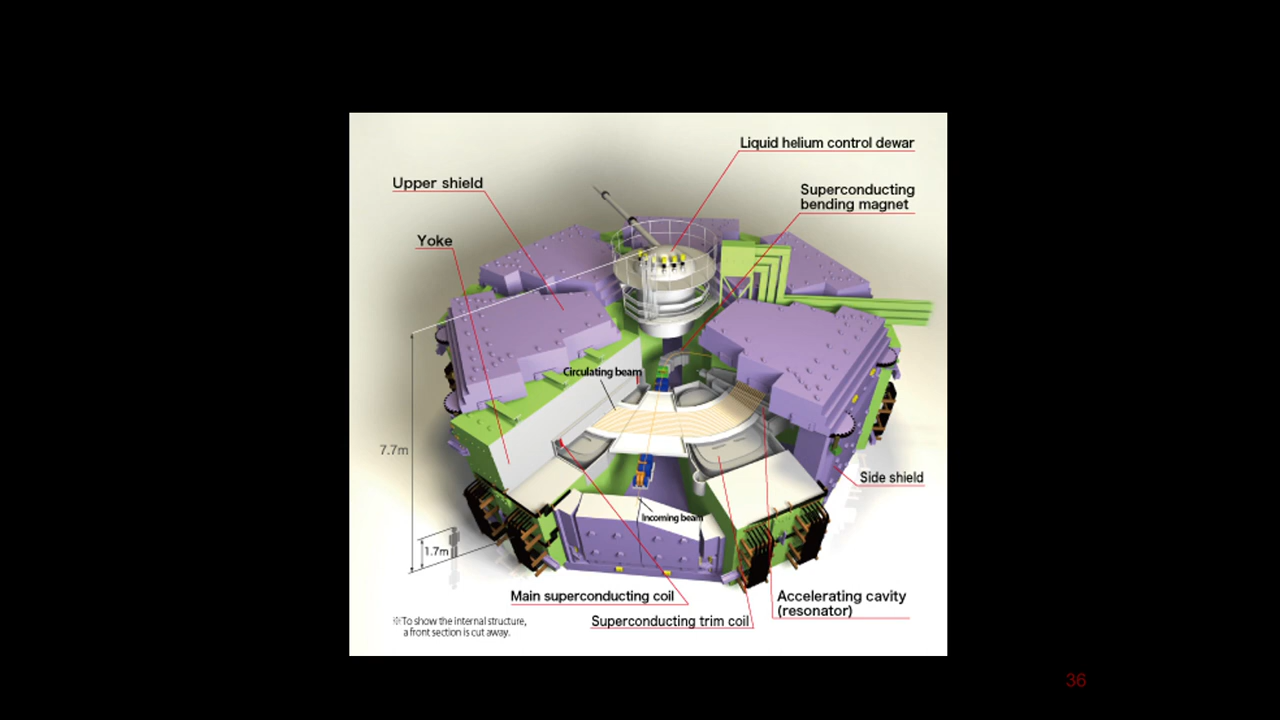 Liquid helium control dewar
Upper shield
Superconducting
bending magnet
Yoke
Circulating beam
7.7m
Side shield
Incoming beam
1.7m
Main superconducting coil
Accelerating cavity
(resonator)
Superconducting trim coil
※To show the internal structure,
a front section is cut away.
36